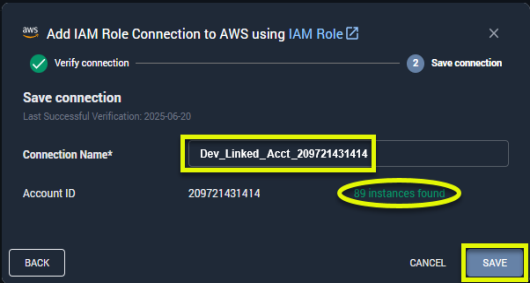 aws Add IAM Role Connection to AWS using IAM Role
Verify connection 2 Save connection
Save connection
Last Successful Verification: 2025-06-20
Connection Name* Dev_Linked_Acct_209721431414
Account ID 209721431414 89 instances found
BACK CANCEL SAVE